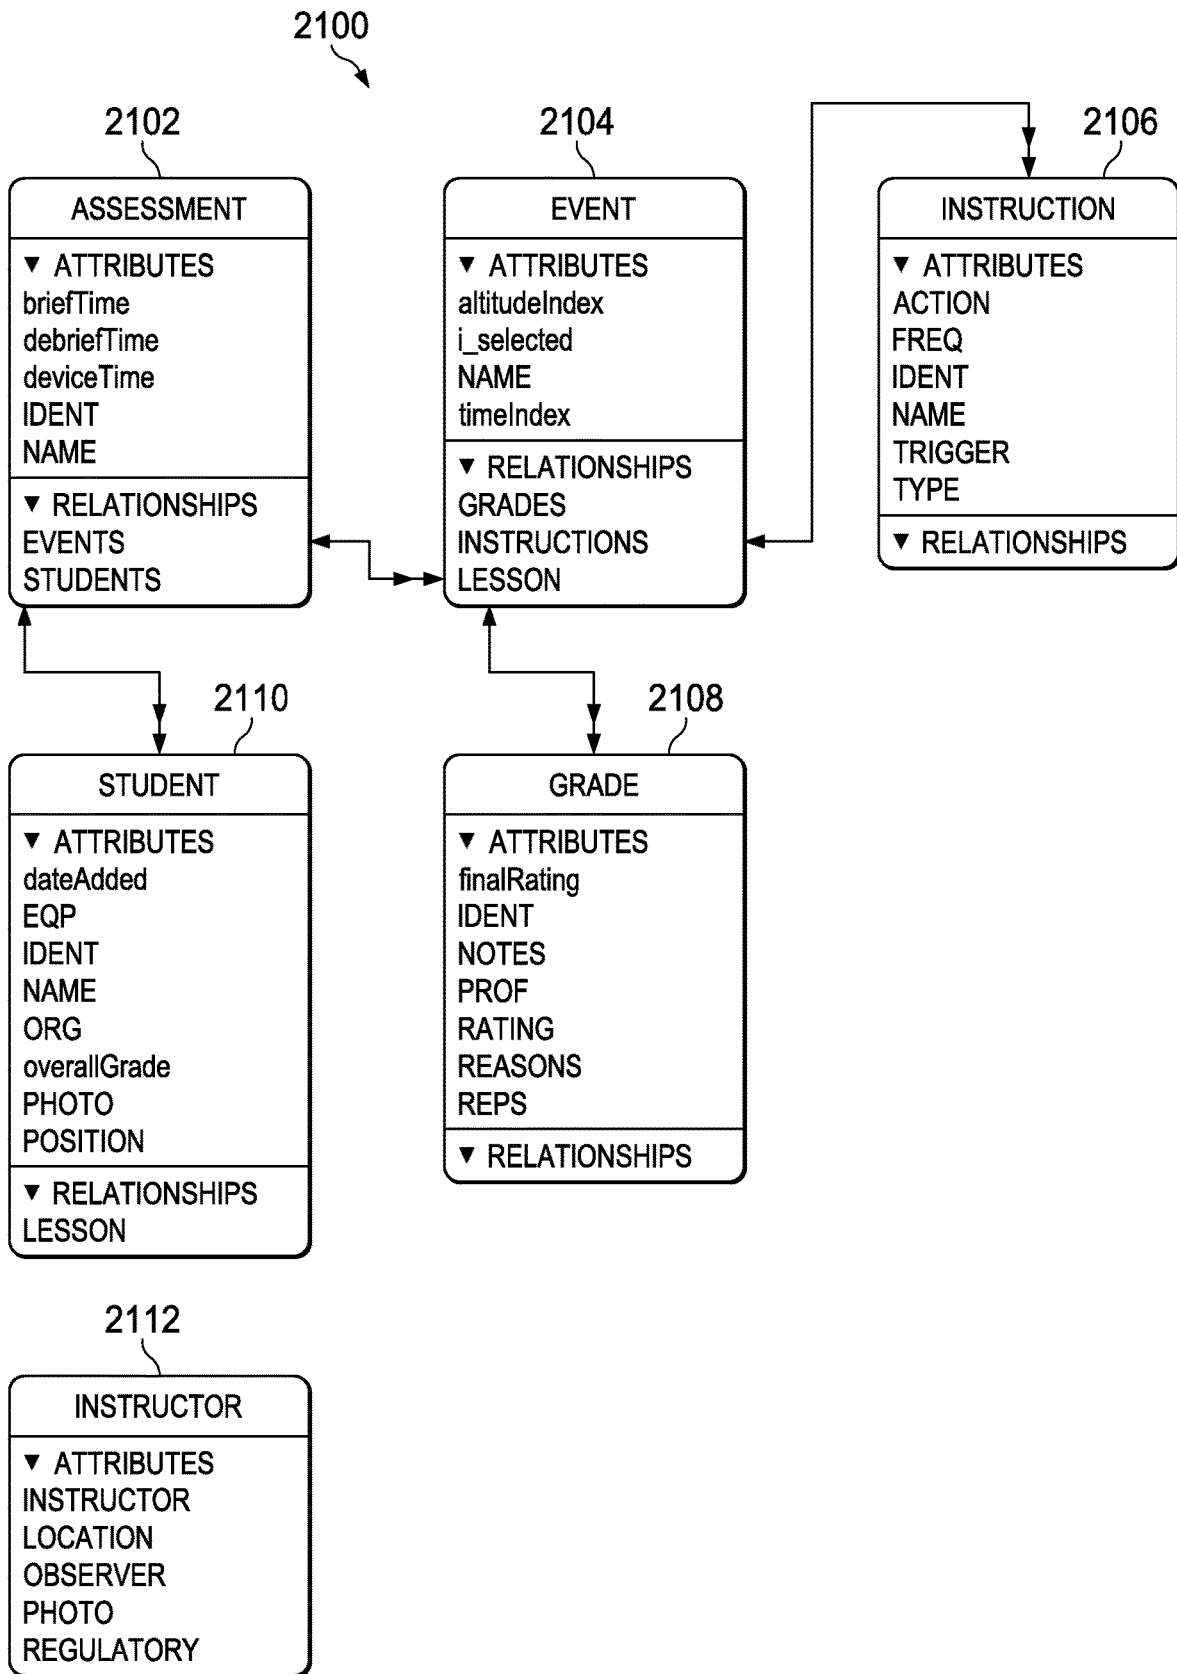 2100
2102
ASSESSMENT
▼ ATTRIBUTES
briefTime
debriefTime
deviceTime
IDENT
NAME
▼ RELATIONSHIPS
EVENTS
STUDENTS
2104
EVENT
▼ ATTRIBUTES
altitudeIndex
i_selected
NAME
timeIndex
▼ RELATIONSHIPS
GRADES
INSTRUCTIONS
LESSON
2106
INSTRUCTION
▼ ATTRIBUTES
ACTION
FREQ
IDENT
NAME
TRIGGER
TYPE
▼ RELATIONSHIPS
2110
STUDENT
▼ ATTRIBUTES
dateAdded
EQP
IDENT
NAME
ORG
overallGrade
PHOTO
POSITION
▼ RELATIONSHIPS
LESSON
2108
GRADE
▼ ATTRIBUTES
finalRating
IDENT
NOTES
PROF
RATING
REASONS
REPS
▼ RELATIONSHIPS
2112
INSTRUCTOR
▼ ATTRIBUTES
INSTRUCTOR
LOCATION
OBSERVER
PHOTO
REGULATORY